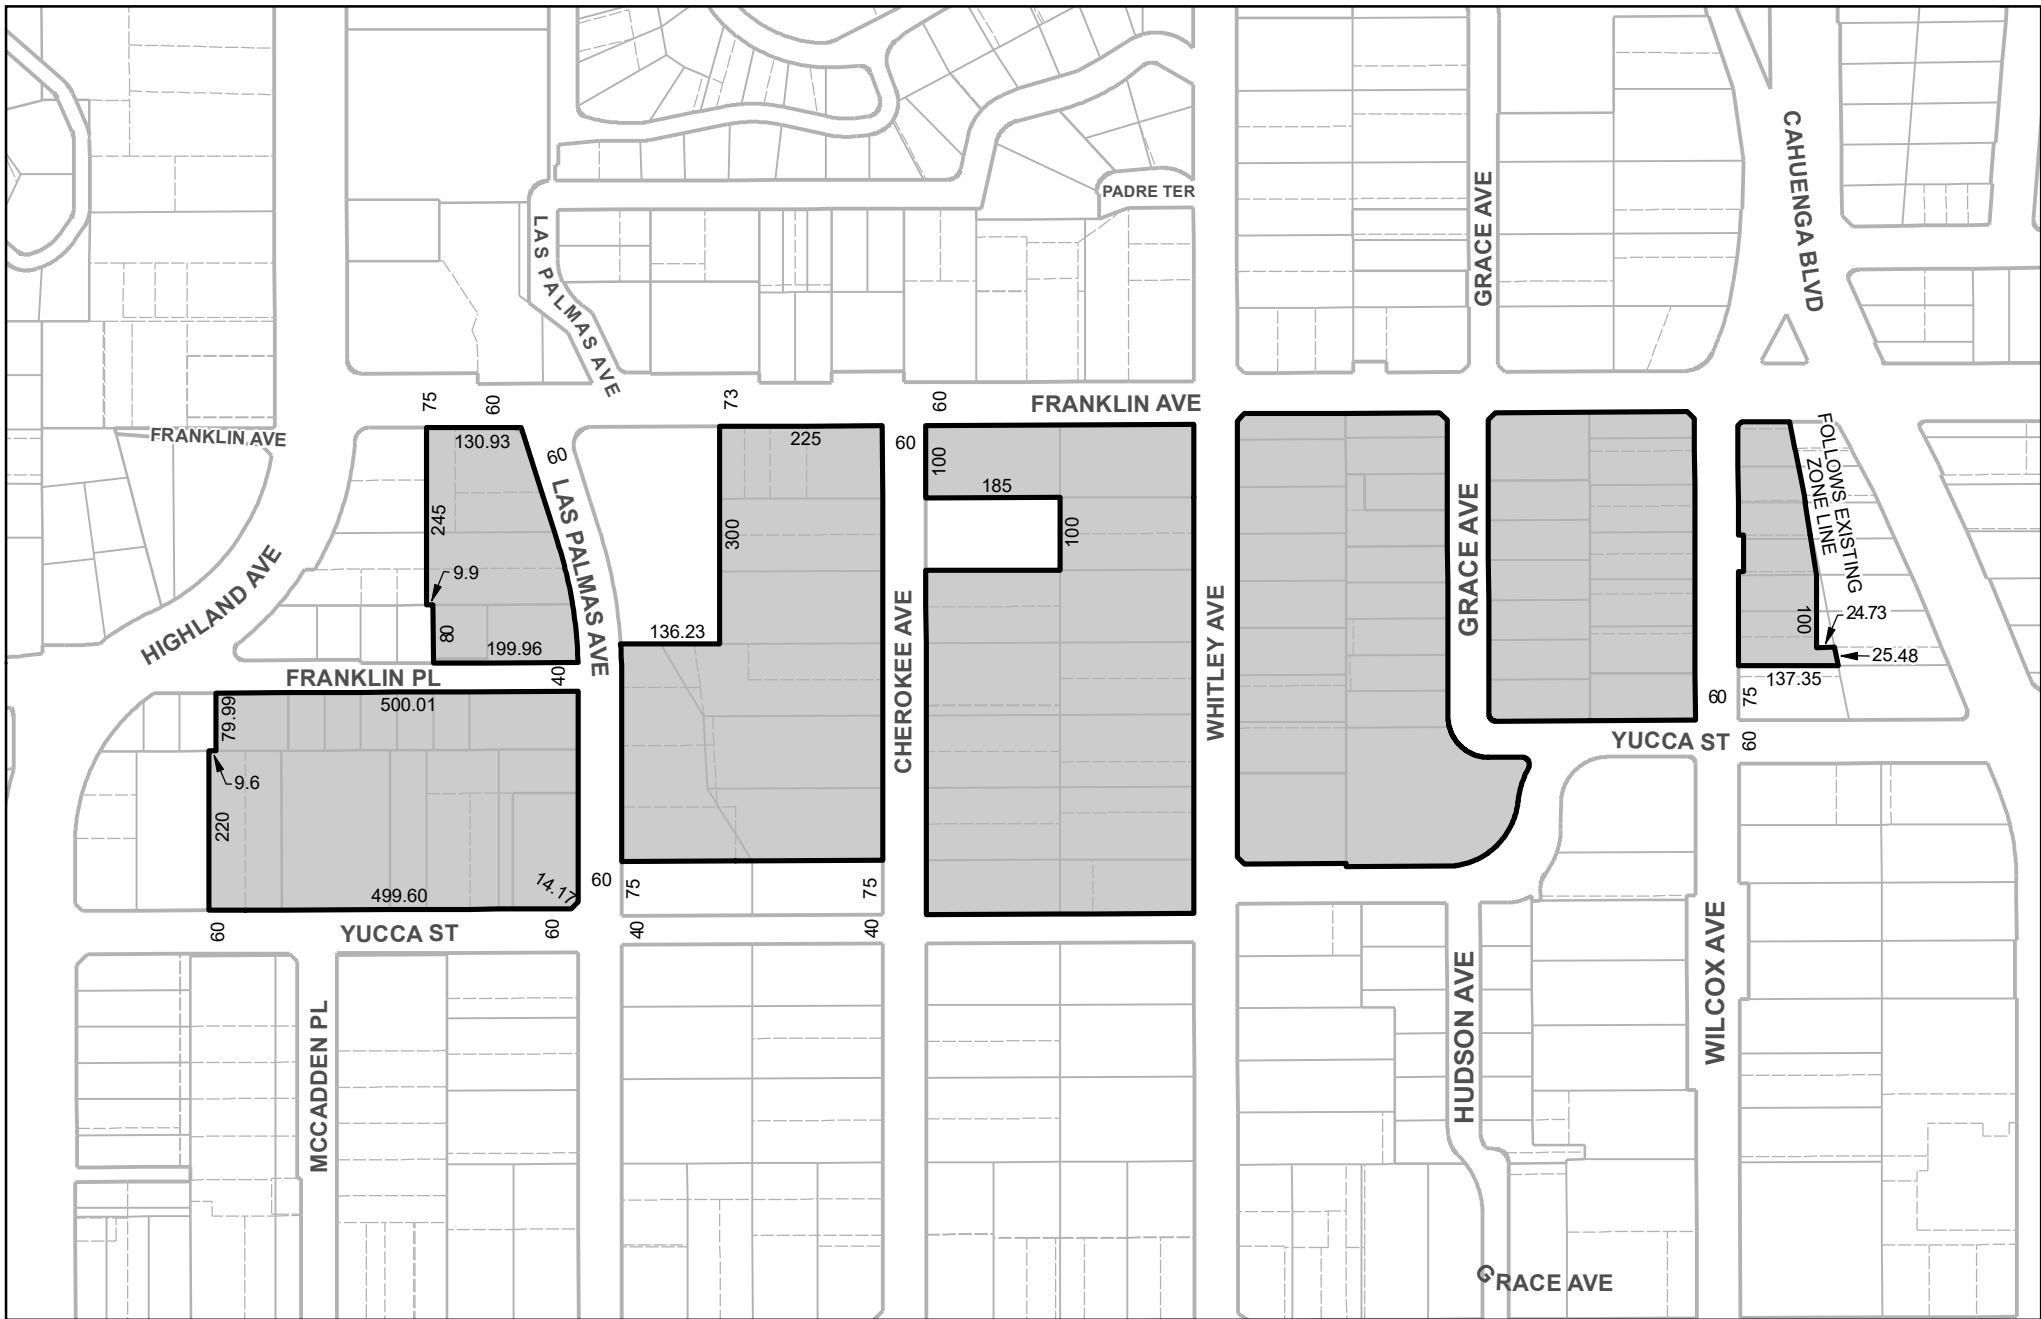 PADRE TER
CAHUENGA BLVD
GRACE AVE
LAS PALMAS AVE
75
60
73
60
FRANKLIN AVE
FRANKLIN AVE
130.93
60
225
60
100
185
100
245
LAS PALMAS AVE
300
9.9
80
199.96
40
136.23
HIGHLAND AVE
FRANKLIN PL
CHEROKEE AVE
WHITLEY AVE
GRACE AVE
FOLLOWS EXISTING
ZONE LINE
100
24.73
25.48
137.35
60
75
YUCCA ST
60
79.99
500.01
9.6
220
499.60
14.17
60
75
75
60
YUCCA ST
60
40
40
MCCADDEN PL
HUDSON AVE
WILCOX AVE
GRACE AVE